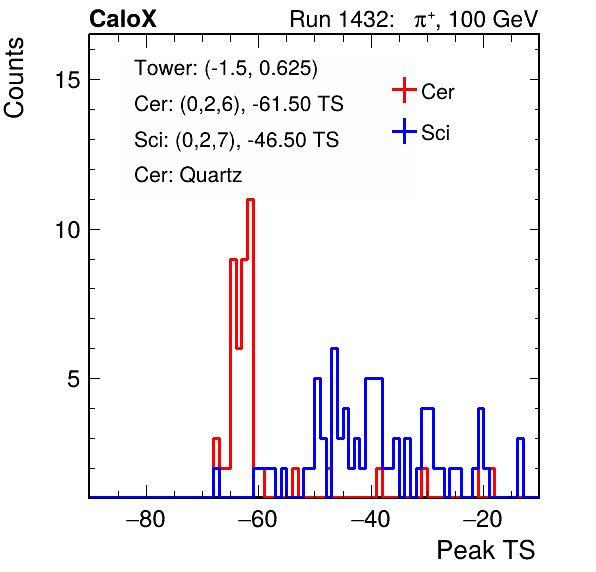 CaloX Run 1432: π⁺, 100 GeV
Counts
Tower: (-1.5, 0.625)
Cer: (0,2,6), -61.50 TS
Sci: (0,2,7), -46.50 TS
Cer: Quartz
Cer
Sci
15
10
5
−80 −60 −40 −20
Peak TS